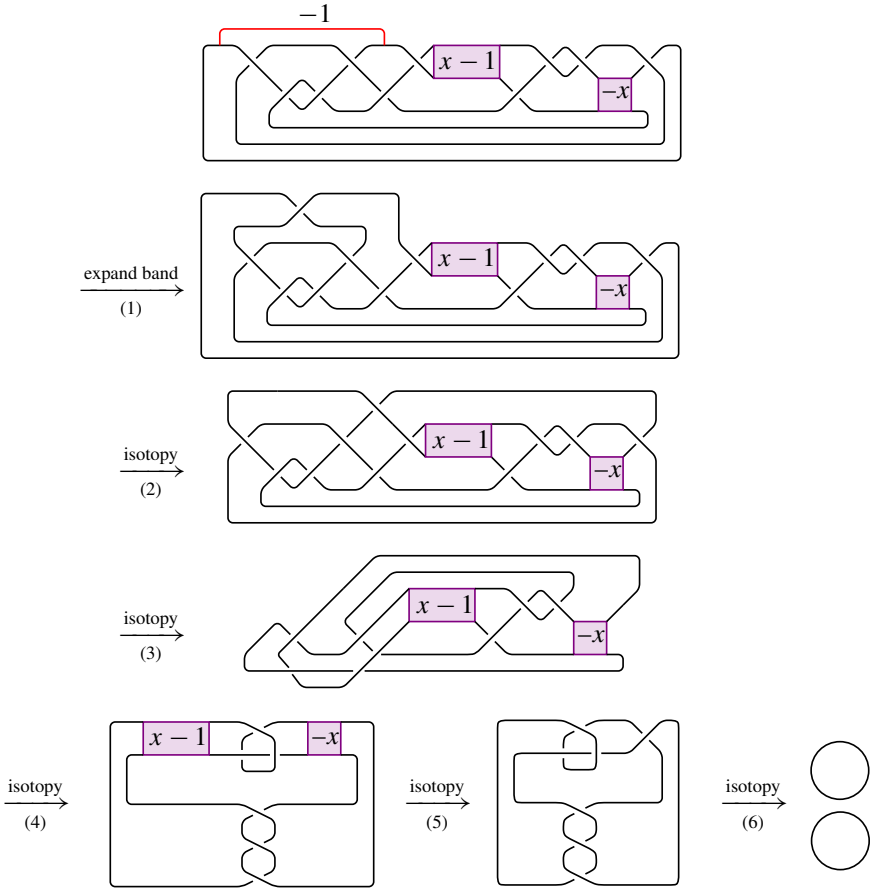 −1
x − 1
−x
expand band
(1)
x − 1
−x
isotopy
(2)
x − 1
−x
isotopy
(3)
x − 1
−x
isotopy
(4)
x − 1
−x
isotopy
(5)
isotopy
(6)